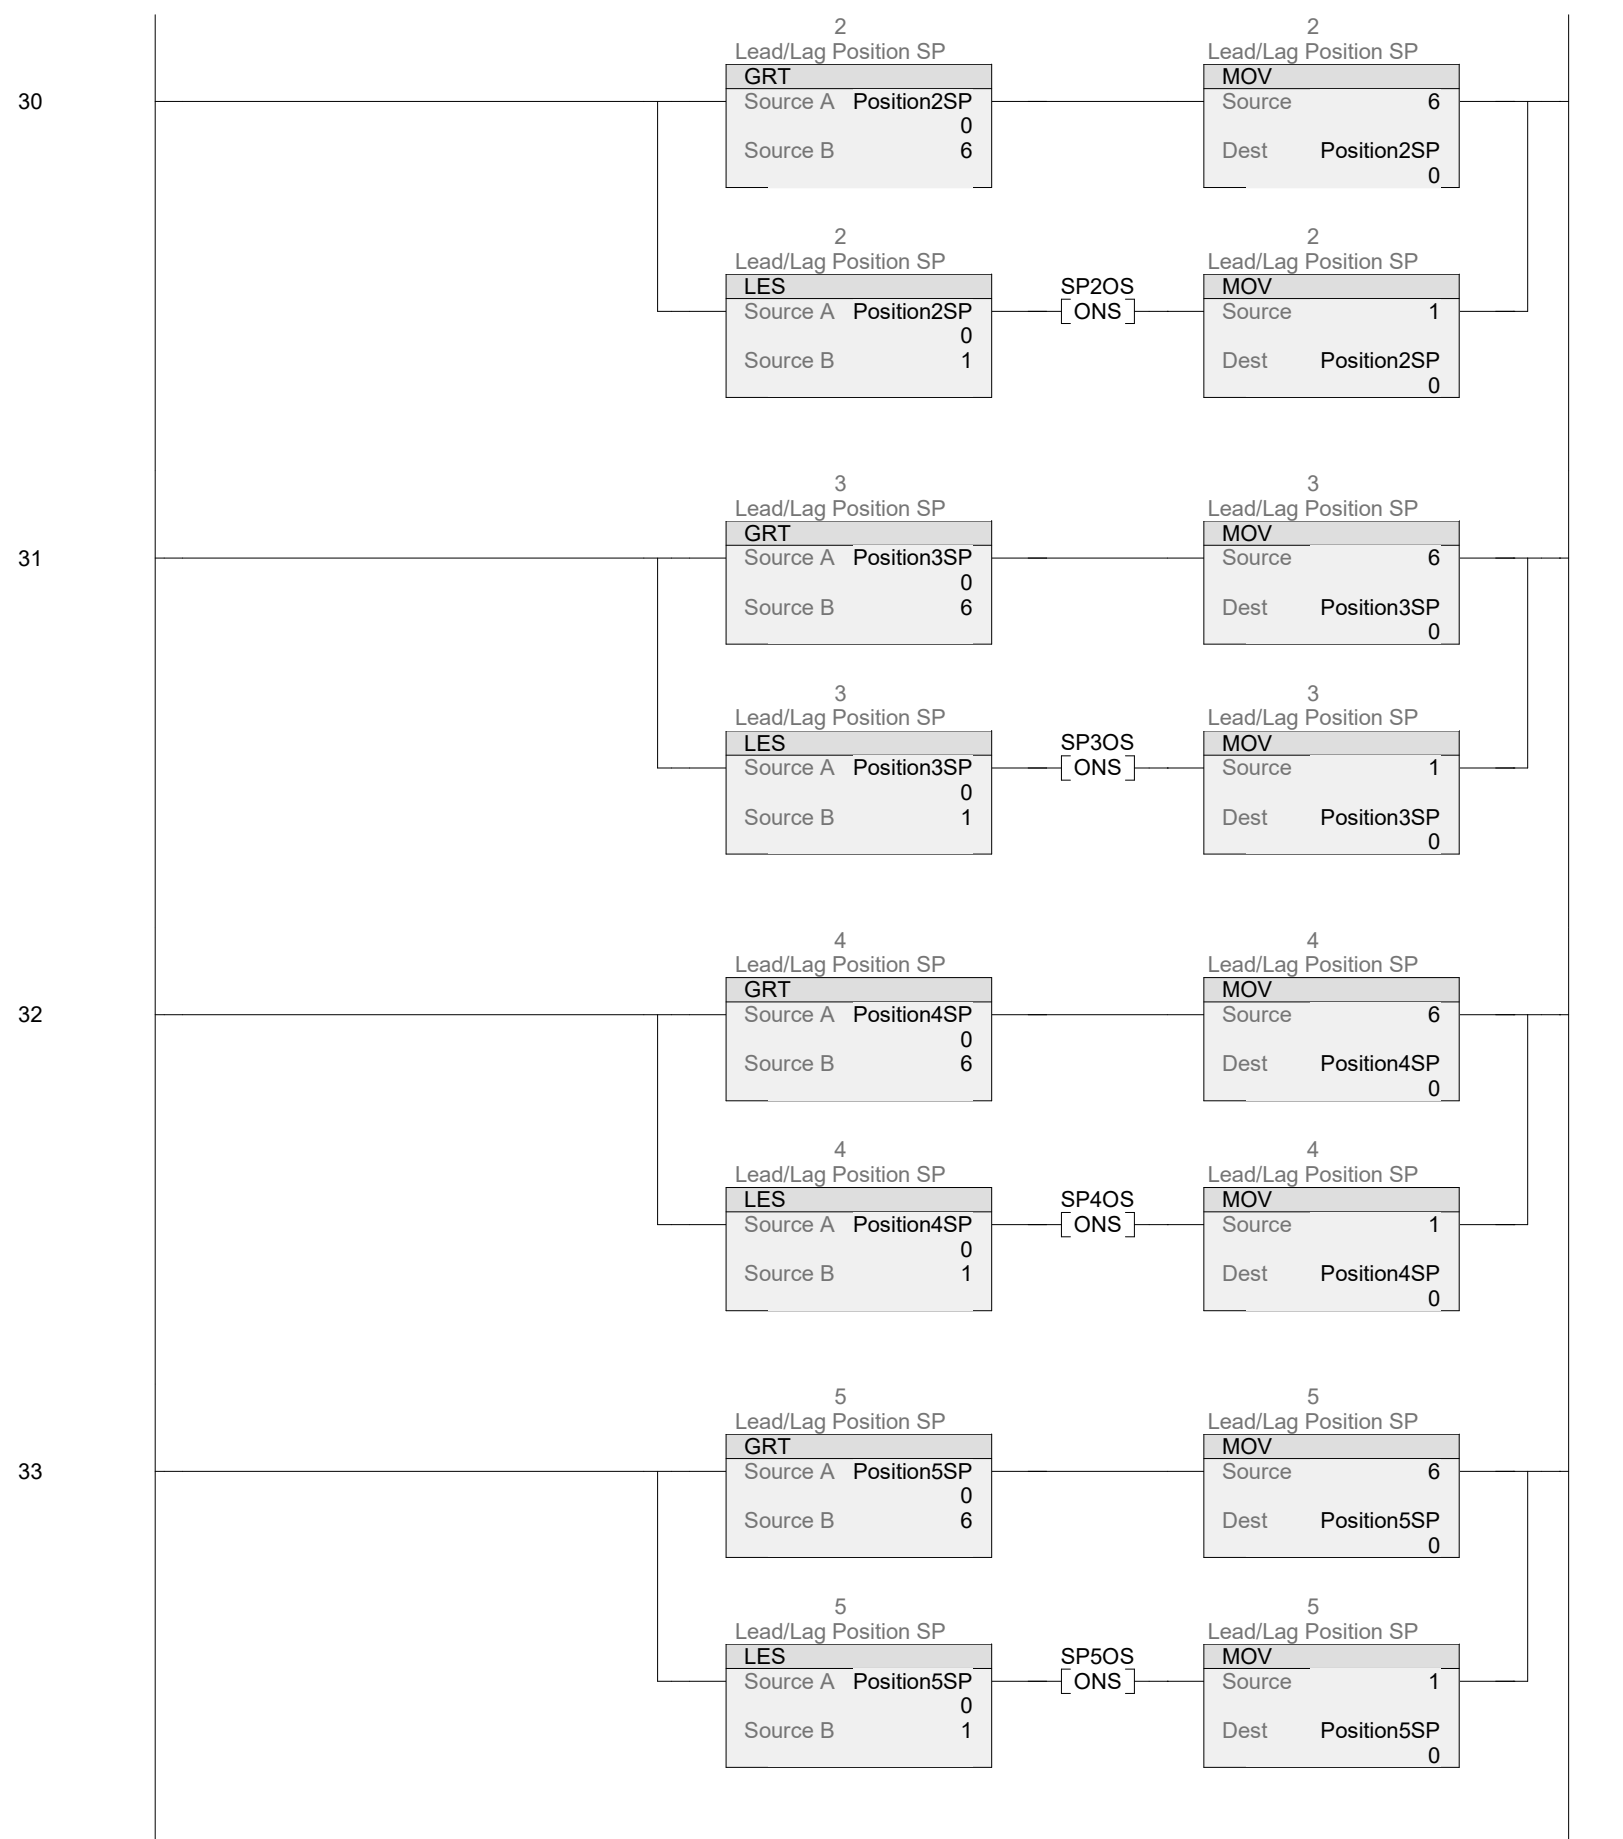 2
Lead/Lag Position SP
GRT
Source A Position2SP
0
Source B 6
2
Lead/Lag Position SP
MOV
Source 6
Dest Position2SP
0
30
2
Lead/Lag Position SP
LES
Source A Position2SP
0
Source B 1
SP2OS
ONS
2
Lead/Lag Position SP
MOV
Source 1
Dest Position2SP
0
31
3
Lead/Lag Position SP
GRT
Source A Position3SP
0
Source B 6
3
Lead/Lag Position SP
MOV
Source 6
Dest Position3SP
0
3
Lead/Lag Position SP
LES
Source A Position3SP
0
Source B 1
SP3OS
ONS
3
Lead/Lag Position SP
MOV
Source 1
Dest Position3SP
0
32
4
Lead/Lag Position SP
GRT
Source A Position4SP
0
Source B 6
4
Lead/Lag Position SP
MOV
Source 6
Dest Position4SP
0
4
Lead/Lag Position SP
LES
Source A Position4SP
0
Source B 1
SP4OS
ONS
4
Lead/Lag Position SP
MOV
Source 1
Dest Position4SP
0
33
5
Lead/Lag Position SP
GRT
Source A Position5SP
0
Source B 6
5
Lead/Lag Position SP
MOV
Source 6
Dest Position5SP
0
5
Lead/Lag Position SP
LES
Source A Position5SP
0
Source B 1
SP5OS
ONS
5
Lead/Lag Position SP
MOV
Source 1
Dest Position5SP
0